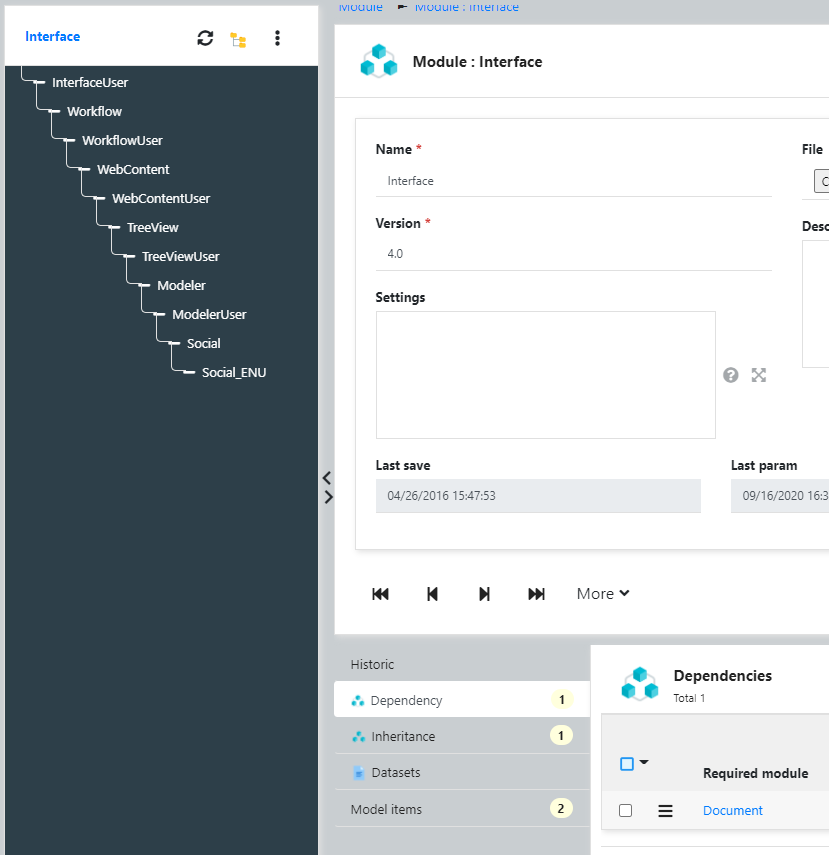 Interface
InterfaceUser
Workflow
WorkflowUser
WebContent
WebContentUser
TreeView
TreeViewUser
Modeler
ModelerUser
Social
Social_ENU
Module Module : Interface
Module : Interface
Name * File
Interface C
Version * Desc
4.0
Settings
Last save Last param
04/26/2016 15:47:53 09/16/2020 16:3
More
Historic
Dependency 1
Inheritance 1
Datasets
Model items 2
Dependencies
Total 1
Required module
Document